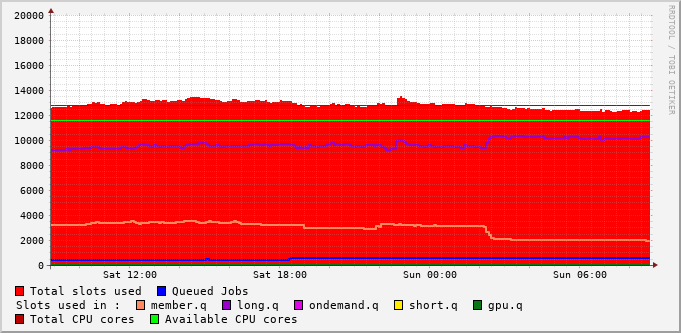 20000
18000
16000
14000
12000
10000
8000
6000
4000
2000
0
Sat 12:00 Sat 18:00 Sun 00:00 Sun 06:00
RRDTOOL / TOBI OETIKER
Total slots used Queued Jobs
Slots used in : member.q long.q ondemand.q short.q gpu.q
Total CPU cores Available CPU cores